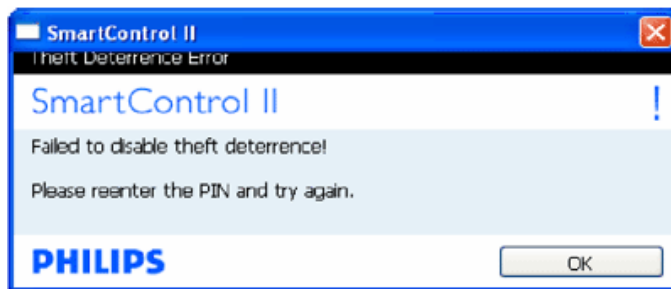 SmartControl II
Theft Deterrence Error
SmartControl II
!
Failed to disable theft deterrence!
Please reenter the PIN and try again.
PHILIPS
OK